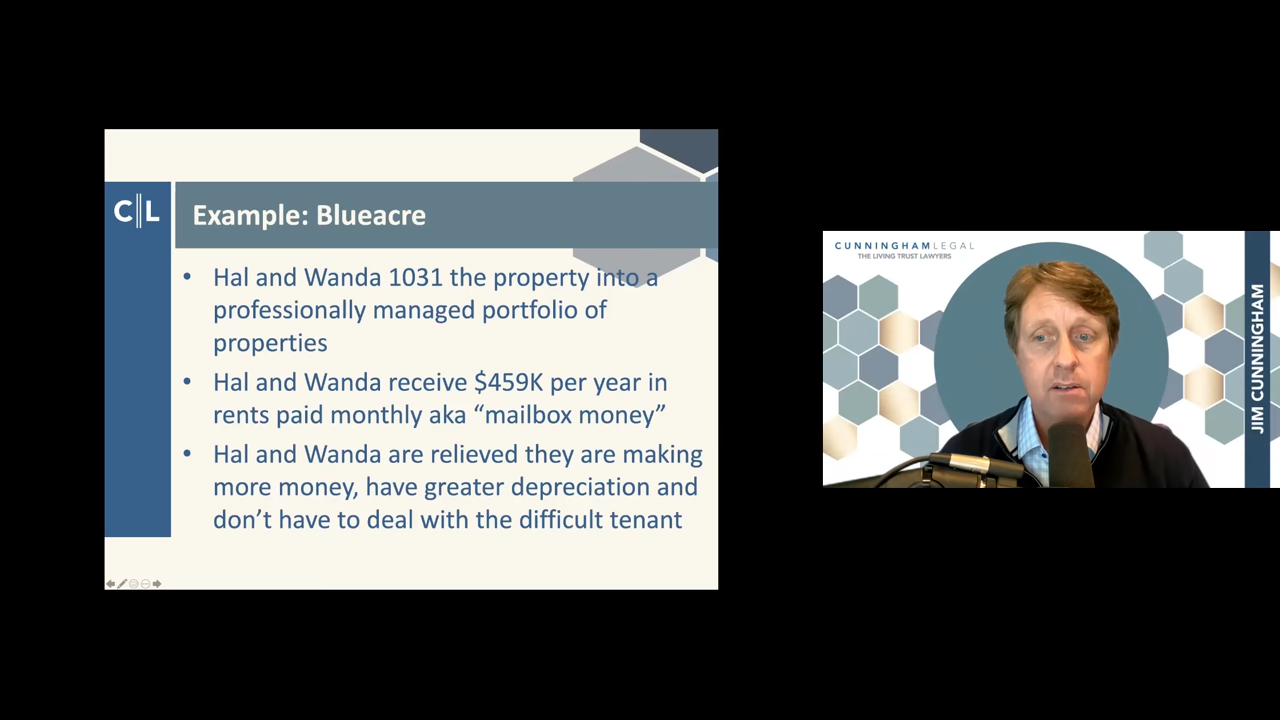 C||L
Example: Blueacre
• Hal and Wanda 1031 the property into a
professionally managed portfolio of
properties
• Hal and Wanda receive $459K per year in
rents paid monthly aka “mailbox money”
• Hal and Wanda are relieved they are making
more money, have greater depreciation and
don’t have to deal with the difficult tenant
CUNNINGHAMLEGAL
THE LIVING TRUST LAWYERS
JIM CUNNINGHAM